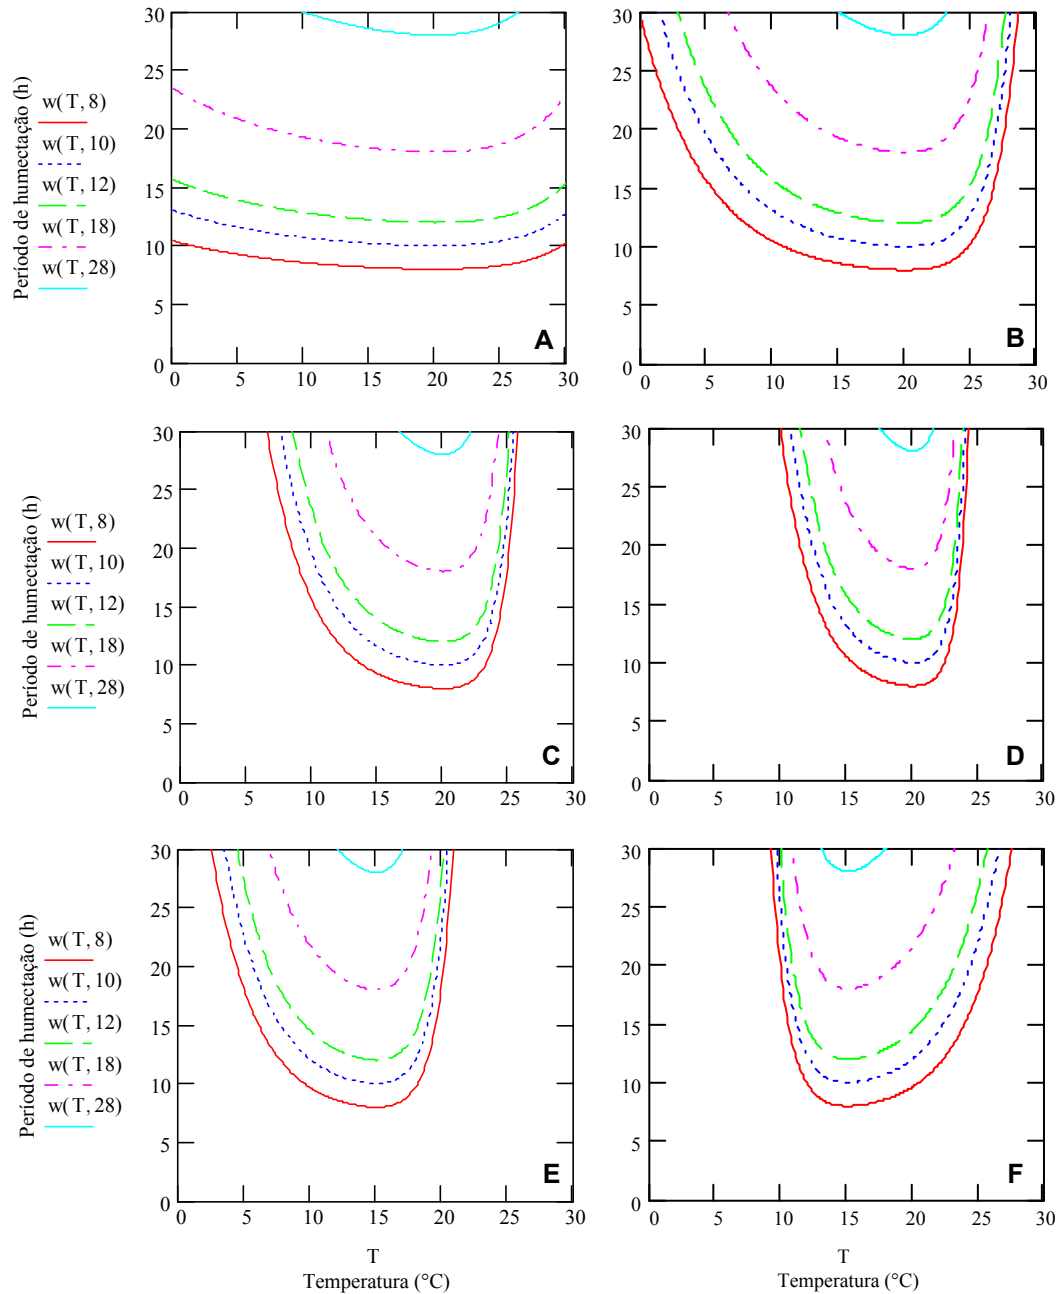 30
25
20
15
10
5
0
Período de humectação (h)
w(T, 8)
w(T, 10)
w(T, 12)
w(T, 18)
w(T, 28)
A
0 5 10 15 20 25 30
30
25
20
15
10
5
0
B
0 5 10 15 20 25 30
30
25
20
15
10
5
0
Período de humectação (h)
w(T, 8)
w(T, 10)
w(T, 12)
w(T, 18)
w(T, 28)
C
0 5 10 15 20 25 30
30
25
20
15
10
5
0
D
0 5 10 15 20 25 30
30
25
20
15
10
5
0
Período de humectação (h)
w(T, 8)
w(T, 10)
w(T, 12)
w(T, 18)
w(T, 28)
E
0 5 10 15 20 25 30
T
Temperatura (°C)
30
25
20
15
10
5
0
F
0 5 10 15 20 25 30
T
Temperatura (°C)